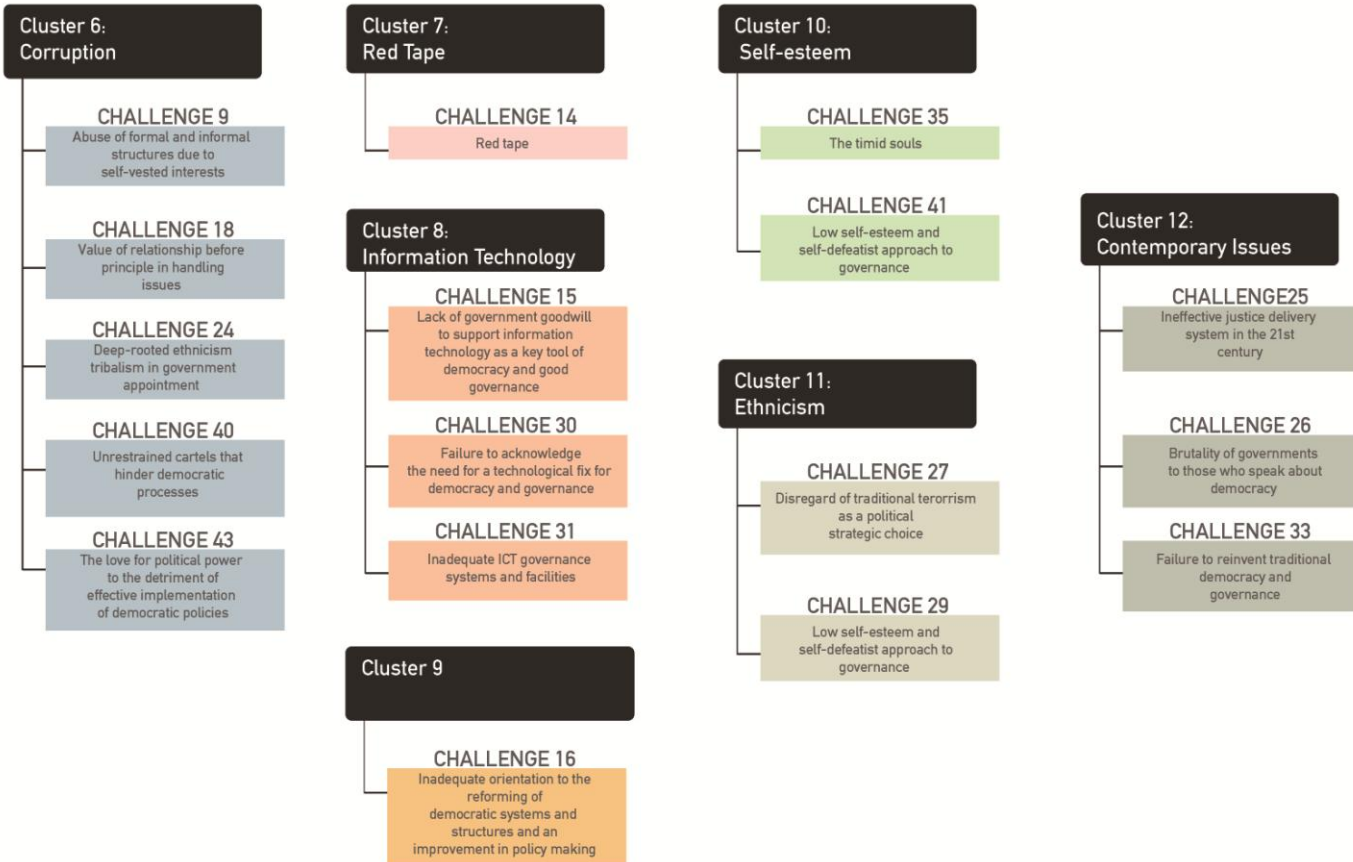 Cluster 6:
Corruption
CHALLENGE 9
Abuse of formal and informal
structures due to
self-vested interests
CHALLENGE 18
Value of relationship before
principle in handling
issues
CHALLENGE 24
Deep-rooted ethnicism
tribalism in government
appointment
CHALLENGE 40
Unrestrained cartels that
hinder democratic
processes
CHALLENGE 43
The love for political power
to the detriment of
effective implementation
of democratic policies
Cluster 7:
Red Tape
CHALLENGE 14
Red tape
Cluster 8:
Information Technology
CHALLENGE 15
Lack of government goodwill
to support information
technology as a key tool of
democracy and good
governance
CHALLENGE 30
Failure to acknowledge
the need for a technological fix for
democracy and governance
CHALLENGE 31
Inadequate ICT governance
systems and facilities
Cluster 9
CHALLENGE 16
Inadequate orientation to the
reforming of
democratic systems and
structures and an
improvement in policy making
Cluster 10:
Self-esteem
CHALLENGE 35
The timid souls
CHALLENGE 41
Low self-esteem and
self-defeatist approach to
governance
Cluster 11:
Ethnicism
CHALLENGE 27
Disregard of traditional terorrism
as a political
strategic choice
CHALLENGE 29
Low self-esteem and
self-defeatist approach to
governance
Cluster 12:
Contemporary Issues
CHALLENGE25
Ineffective justice delivery
system in the 21st
century
CHALLENGE 26
Brutality of governments
to those who speak about
democracy
CHALLENGE 33
Failure to reinvent traditional
democracy and
governance